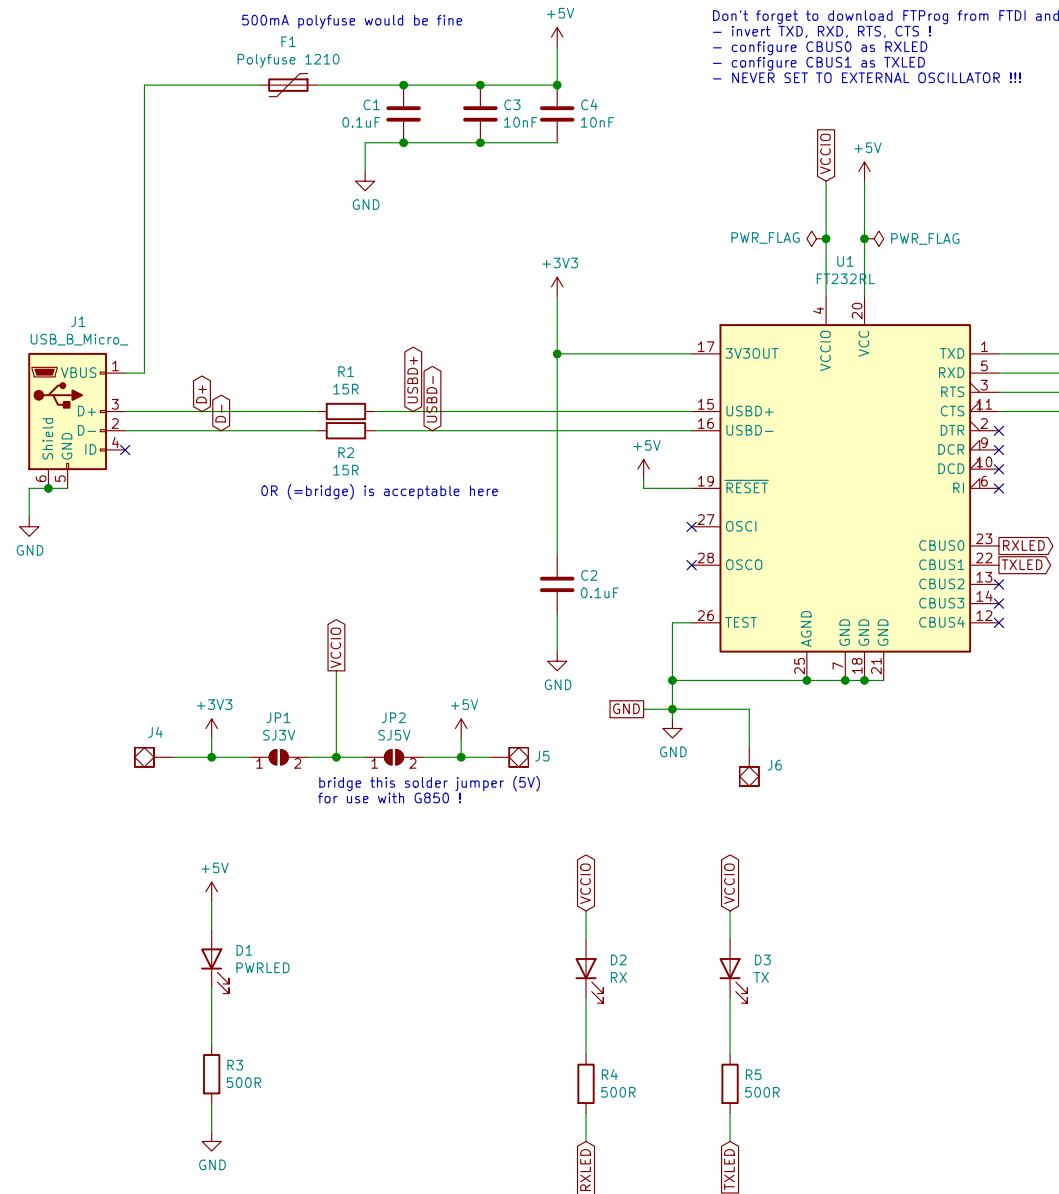 500mA polyfuse would be fine
F1
Polyfuse 1210
+5V
C1
0.1uF
C3
10nF
C4
10nF
GND
Don't forget to download FTProg from FTDI and
- invert TXD, RXD, RTS, CTS !
- configure CBUS0 as RXLED
- configure CBUS1 as TXLED
- NEVER SET TO EXTERNAL OSCILLATOR !!!
VCCIO
+5V
PWR_FLAG
PWR_FLAG
U1
FT232RL
4
20
VCCIO
VCC
+3V3
J1
USB_B_Micro_
VBUS
1
D+
3
D-
2
ID
4
Shield
GND
6
5
GND
D+
D-
R1
15R
R2
15R
USBD+
USBD-
0R (=bridge) is acceptable here
+5V
17
3V3OUT
15
USBD+
16
USBD-
19
RESET
27
OSCI
28
OSCO
26
TEST
TXD
1
RXD
5
RTS
3
CTS
11
DTR
2
DCR
9
DCD
10
RI
6
CBUS0
23
RXLED
CBUS1
22
TXLED
CBUS2
13
CBUS3
14
CBUS4
12
AGND
GND
GND
GND
25
7
18
21
C2
0.1uF
GND
GND
GND
J6
VCCIO
J4
+3V3
JP1
SJ3V
1
2
JP2
SJ5V
1
2
+5V
J5
bridge this solder jumper (5V)
for use with G850 !
+5V
D1
PWRLED
R3
500R
GND
VCCIO
D2
RX
R4
500R
RXLED
VCCIO
D3
TX
R5
500R
TXLED